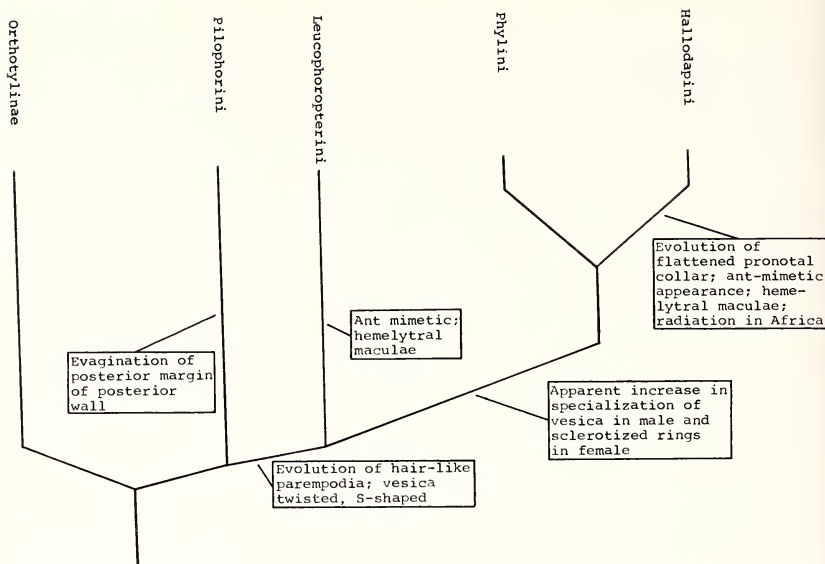 Orthotylinae
Pilophorini
Leucophoropterini
Phylini
Hallodapini
Evolution of
flattened pronotal
collar; ant-mimetic
appearance; heme-
lytral maculae;
radiation in Africa
Ant mimetic;
hemelytral
maculae
Evagination of
posterior margin
of posterior
wall
Apparent increase in
specialization of
vesica in male and
sclerotized rings
in female
Evolution of hair-like
parempodia; vesica
twisted, S-shaped